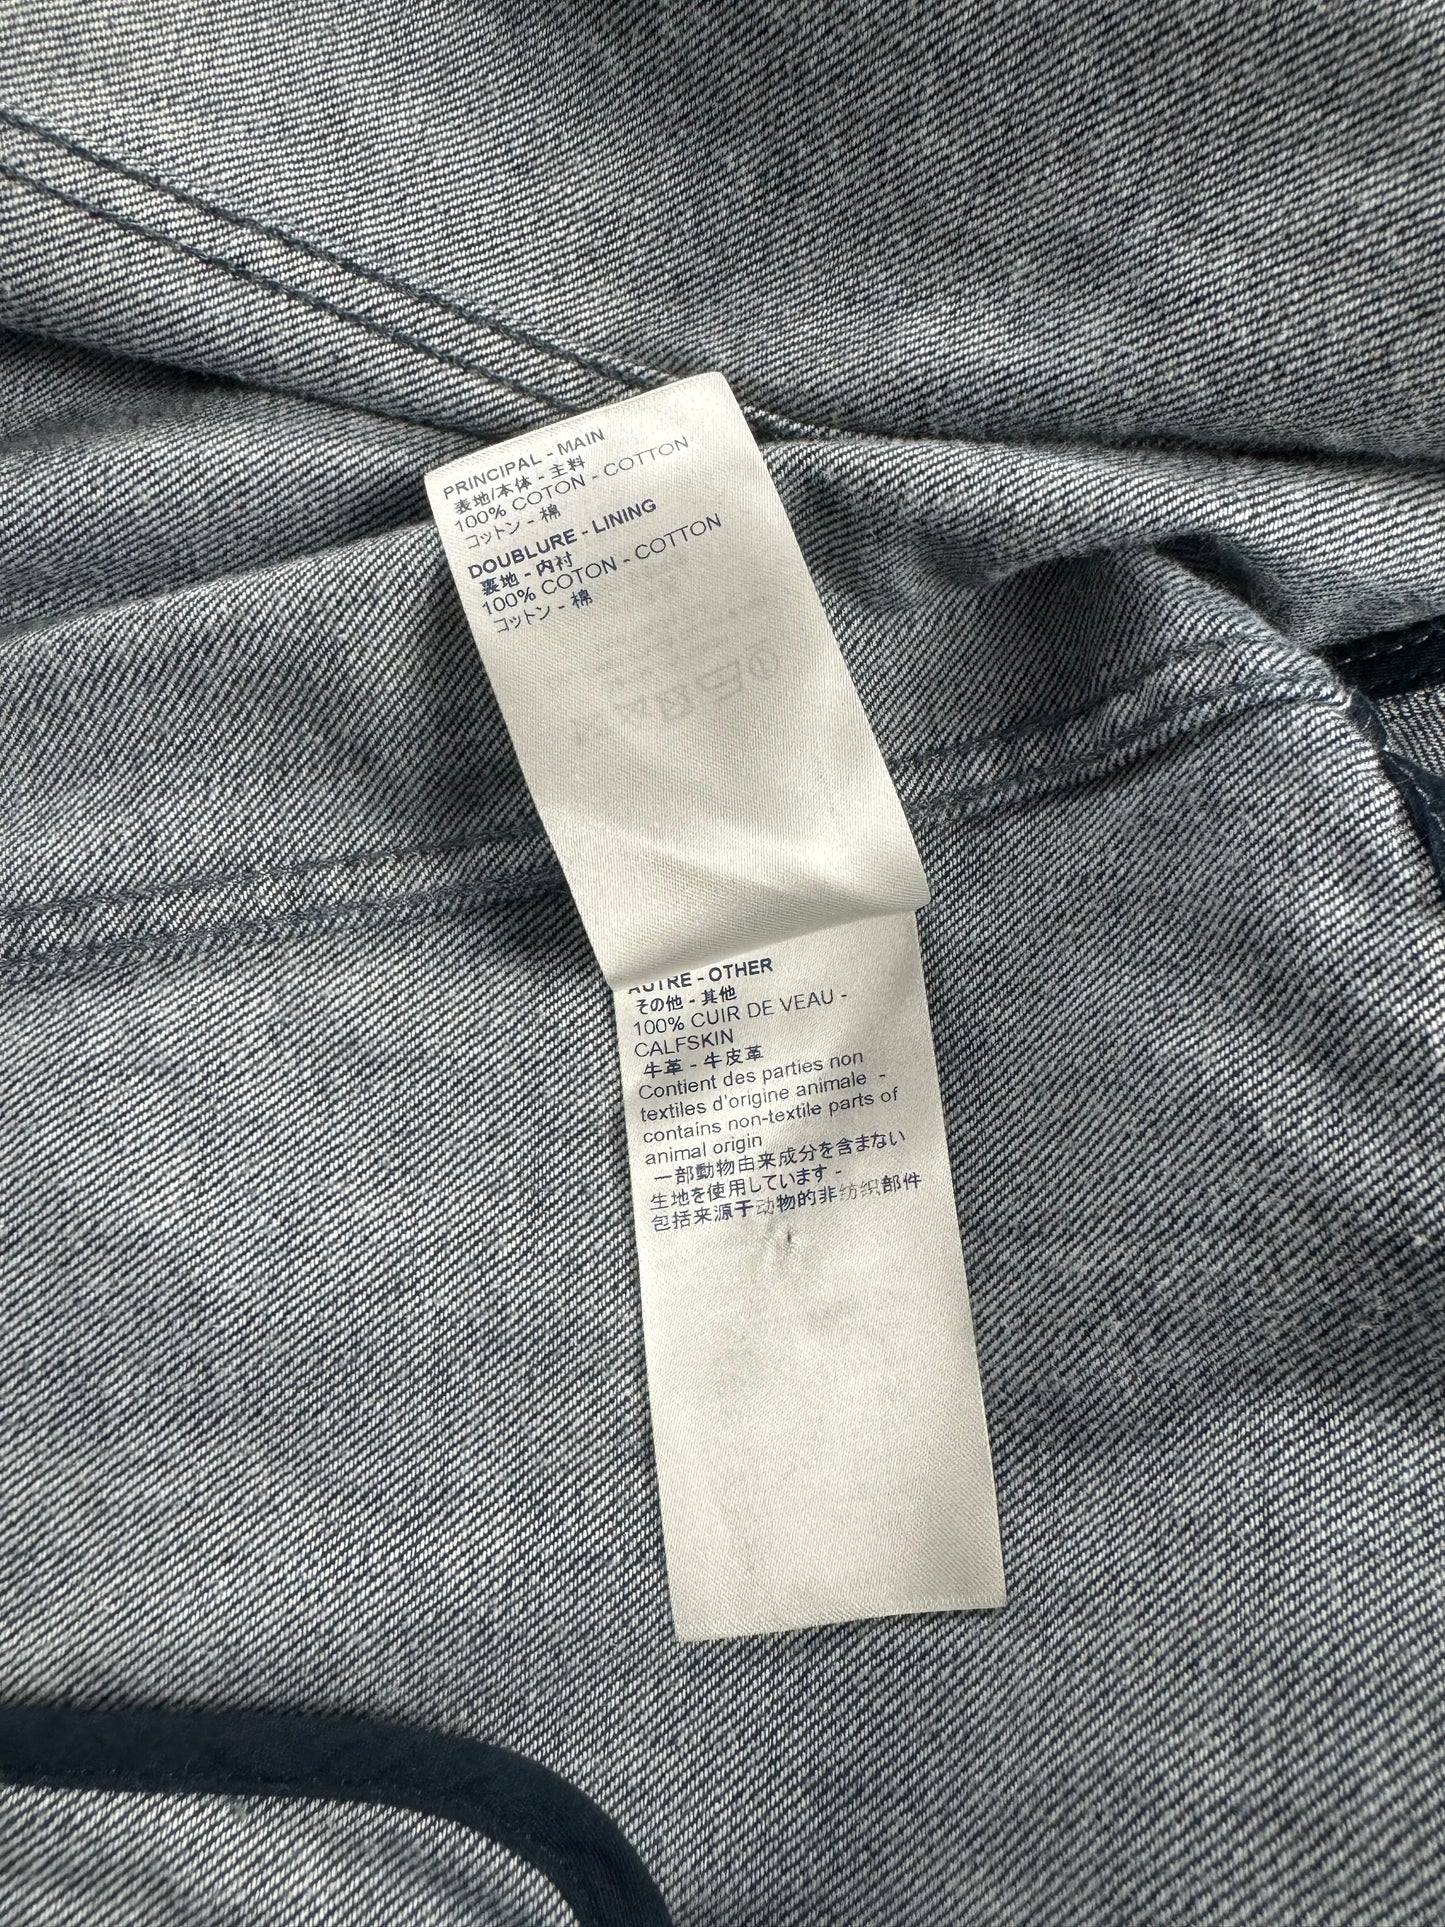 PRINCIPAL - MAIN
表地/本体 - 主料
100% COTON - COTTON
コットン - 棉
DOUBLURE - LINING
裏地 - 内衬
100% COTON - COTTON
コットン - 棉
AUTRE - OTHER
その他 - 其他
100% CUIR DE VEAU -
CALFSKIN
牛革 - 牛皮革
Contient des parties non
textiles d'origine animale -
contains non-textile parts of
animal origin
一部動物由来成分を含まない
生地を使用しています -
包括来源于动物的非纺织部件